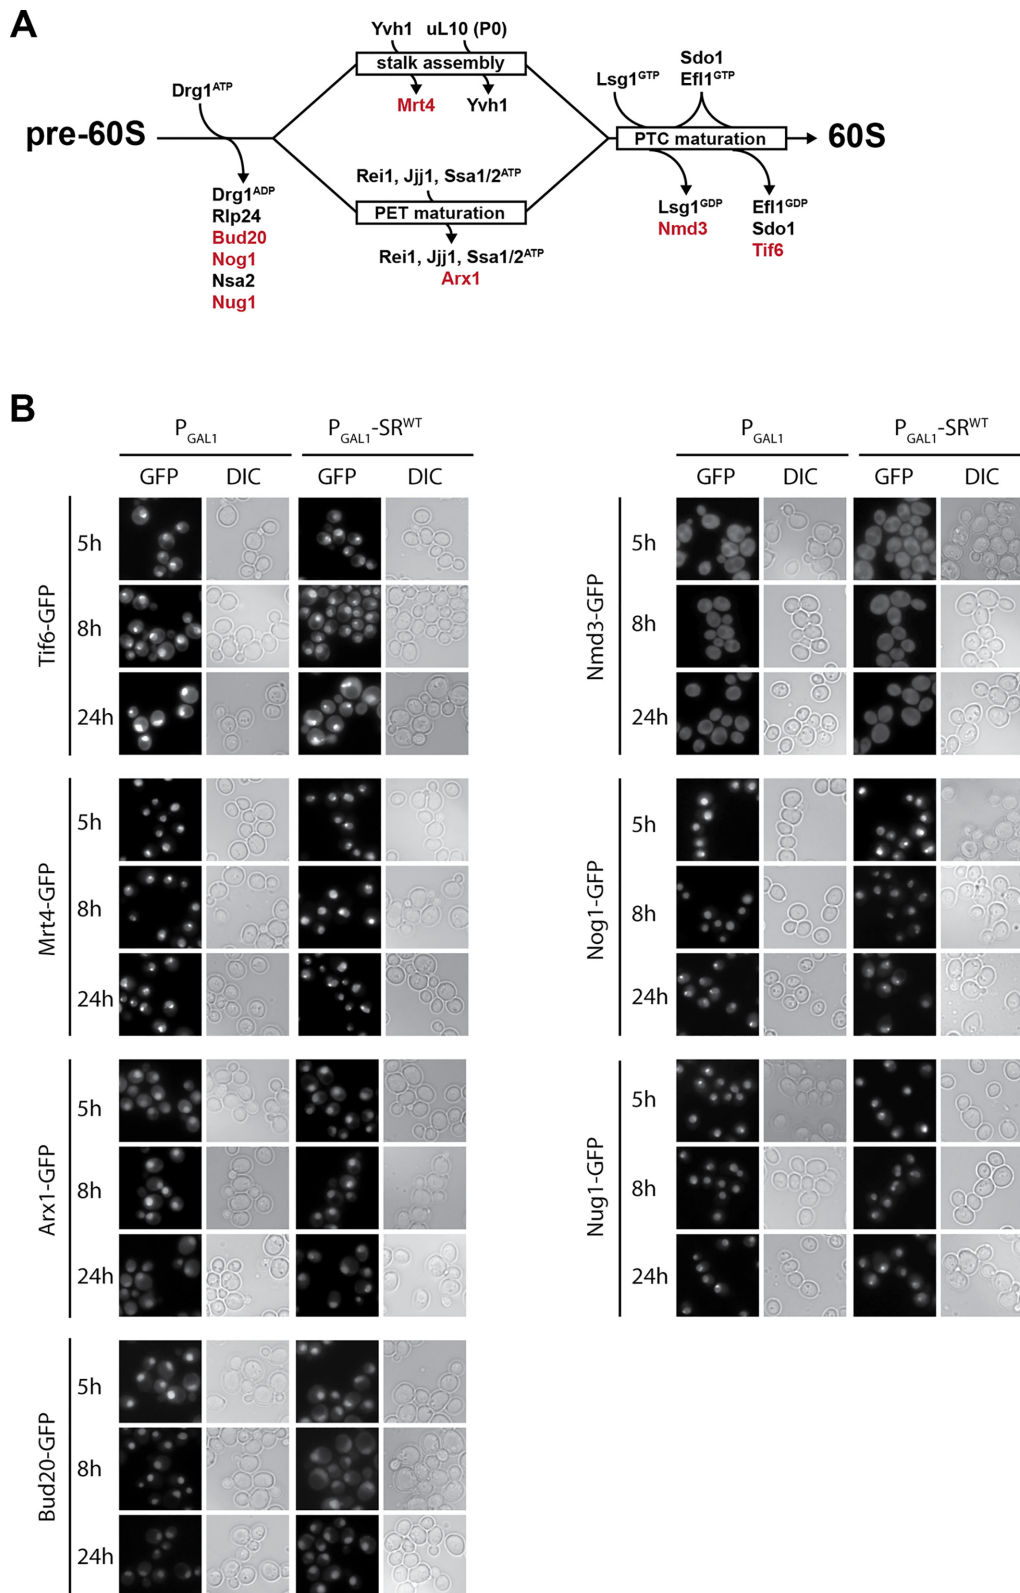 A
Yvh1 uL10 (P0)
stalk assembly
Mrt4 Yvh1
Drg1ATP
pre-60S
Drg1ADP
Rlp24
Bud20
Nog1
Nsa2
Nug1
Rei1, Jjj1, Ssa1/2ATP
PET maturation
Rei1, Jjj1, Ssa1/2ATP
Arx1
Sdo1
Lsg1GTP Efl1GTP
PTC maturation
60S
Lsg1GDP Efl1GDP
Nmd3 Sdo1
Tif6
B
PGAL1 PGAL1-SRWT
GFP DIC GFP DIC
Tif6-GFP
5h
8h
24h
Mrt4-GFP
5h
8h
24h
Arx1-GFP
5h
8h
24h
Bud20-GFP
5h
8h
24h
PGAL1 PGAL1-SRWT
GFP DIC GFP DIC
Nmd3-GFP
5h
8h
24h
Nog1-GFP
5h
8h
24h
Nug1-GFP
5h
8h
24h